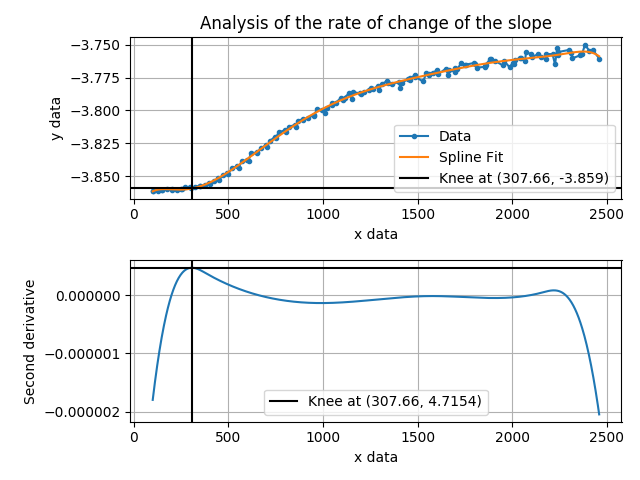 Analysis of the rate of change of the slope
y data
−3.750
−3.775
−3.800
−3.825
−3.850
Data
Spline Fit
Knee at (307.66, -3.859)
0
500
1000
1500
2000
2500
x data
Second derivative
0.000000
−0.000001
−0.000002
Knee at (307.66, 4.7154)
0
500
1000
1500
2000
2500
x data